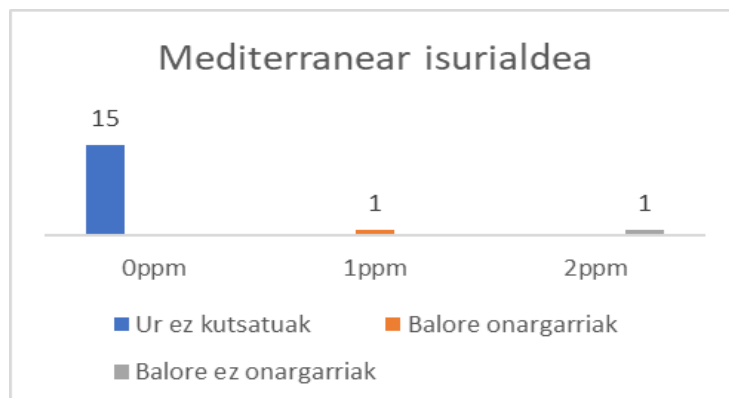 Mediterranear isurialdea
15
1
1
0ppm
1ppm
2ppm
Ur ez kutsatuak
Balore onargarriak
Balore ez onargarriak